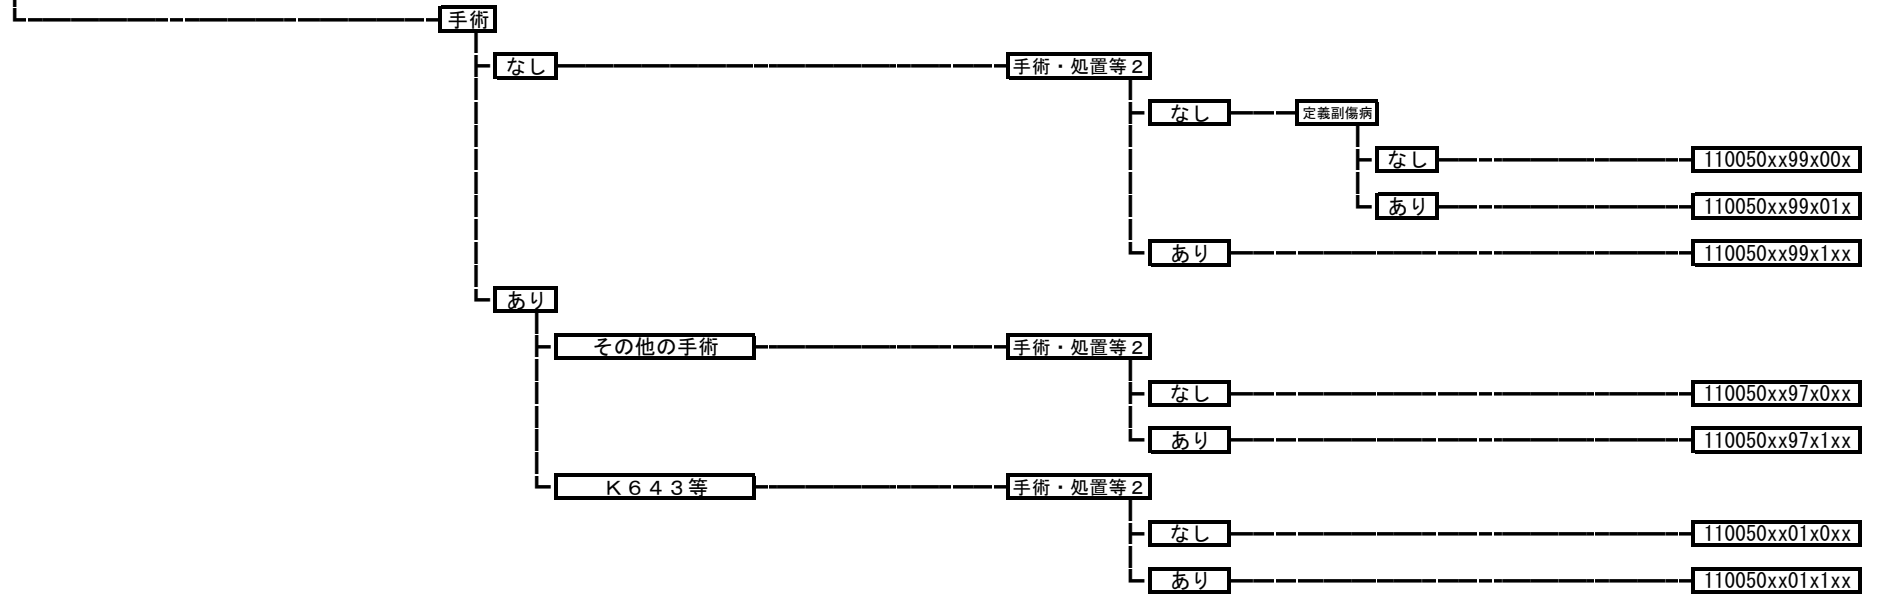 手術
なし 手術・処置等２
なし 定義副傷病
なし 110050xx99x00x
あり 110050xx99x01x
あり 110050xx99x1xx
あり
その他の手術 手術・処置等２
なし 110050xx97x0xx
あり 110050xx97x1xx
Ｋ６４３等 手術・処置等２
なし 110050xx01x0xx
あり 110050xx01x1xx